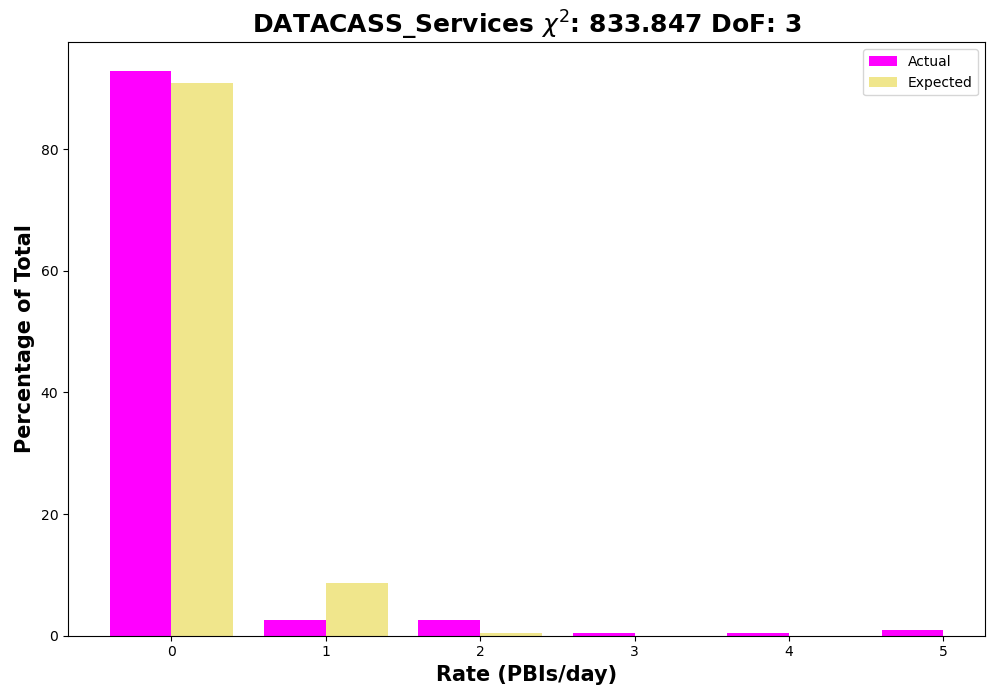 DATACASS_Services χ²: 833.847 DoF: 3
Actual
Expected
Percentage of Total
80
60
40
20
0
0 1 2 3 4 5
Rate (PBIs/day)